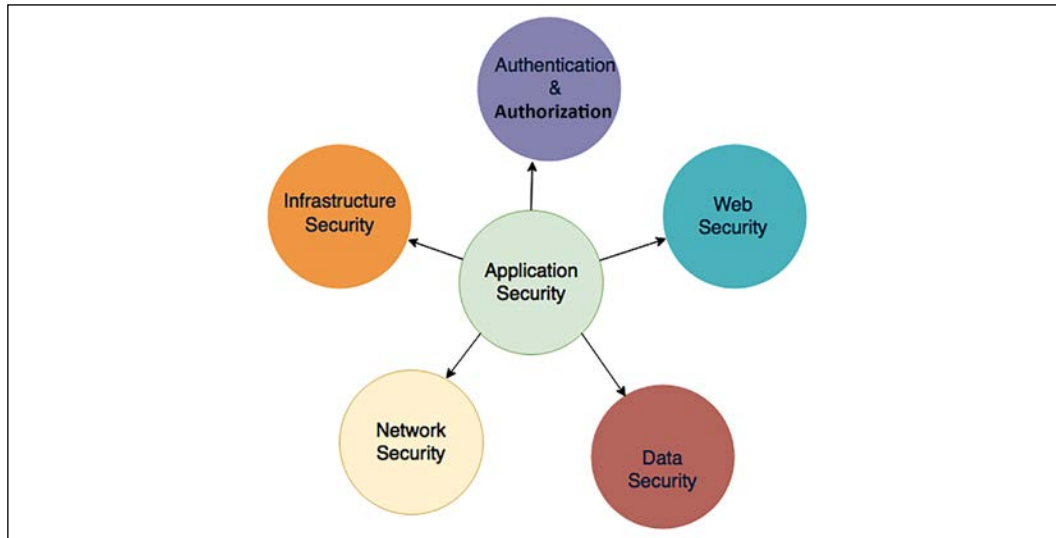 Authentication
&
Authorization
Infrastructure
Security
Web
Security
Application
Security
Network
Security
Data
Security